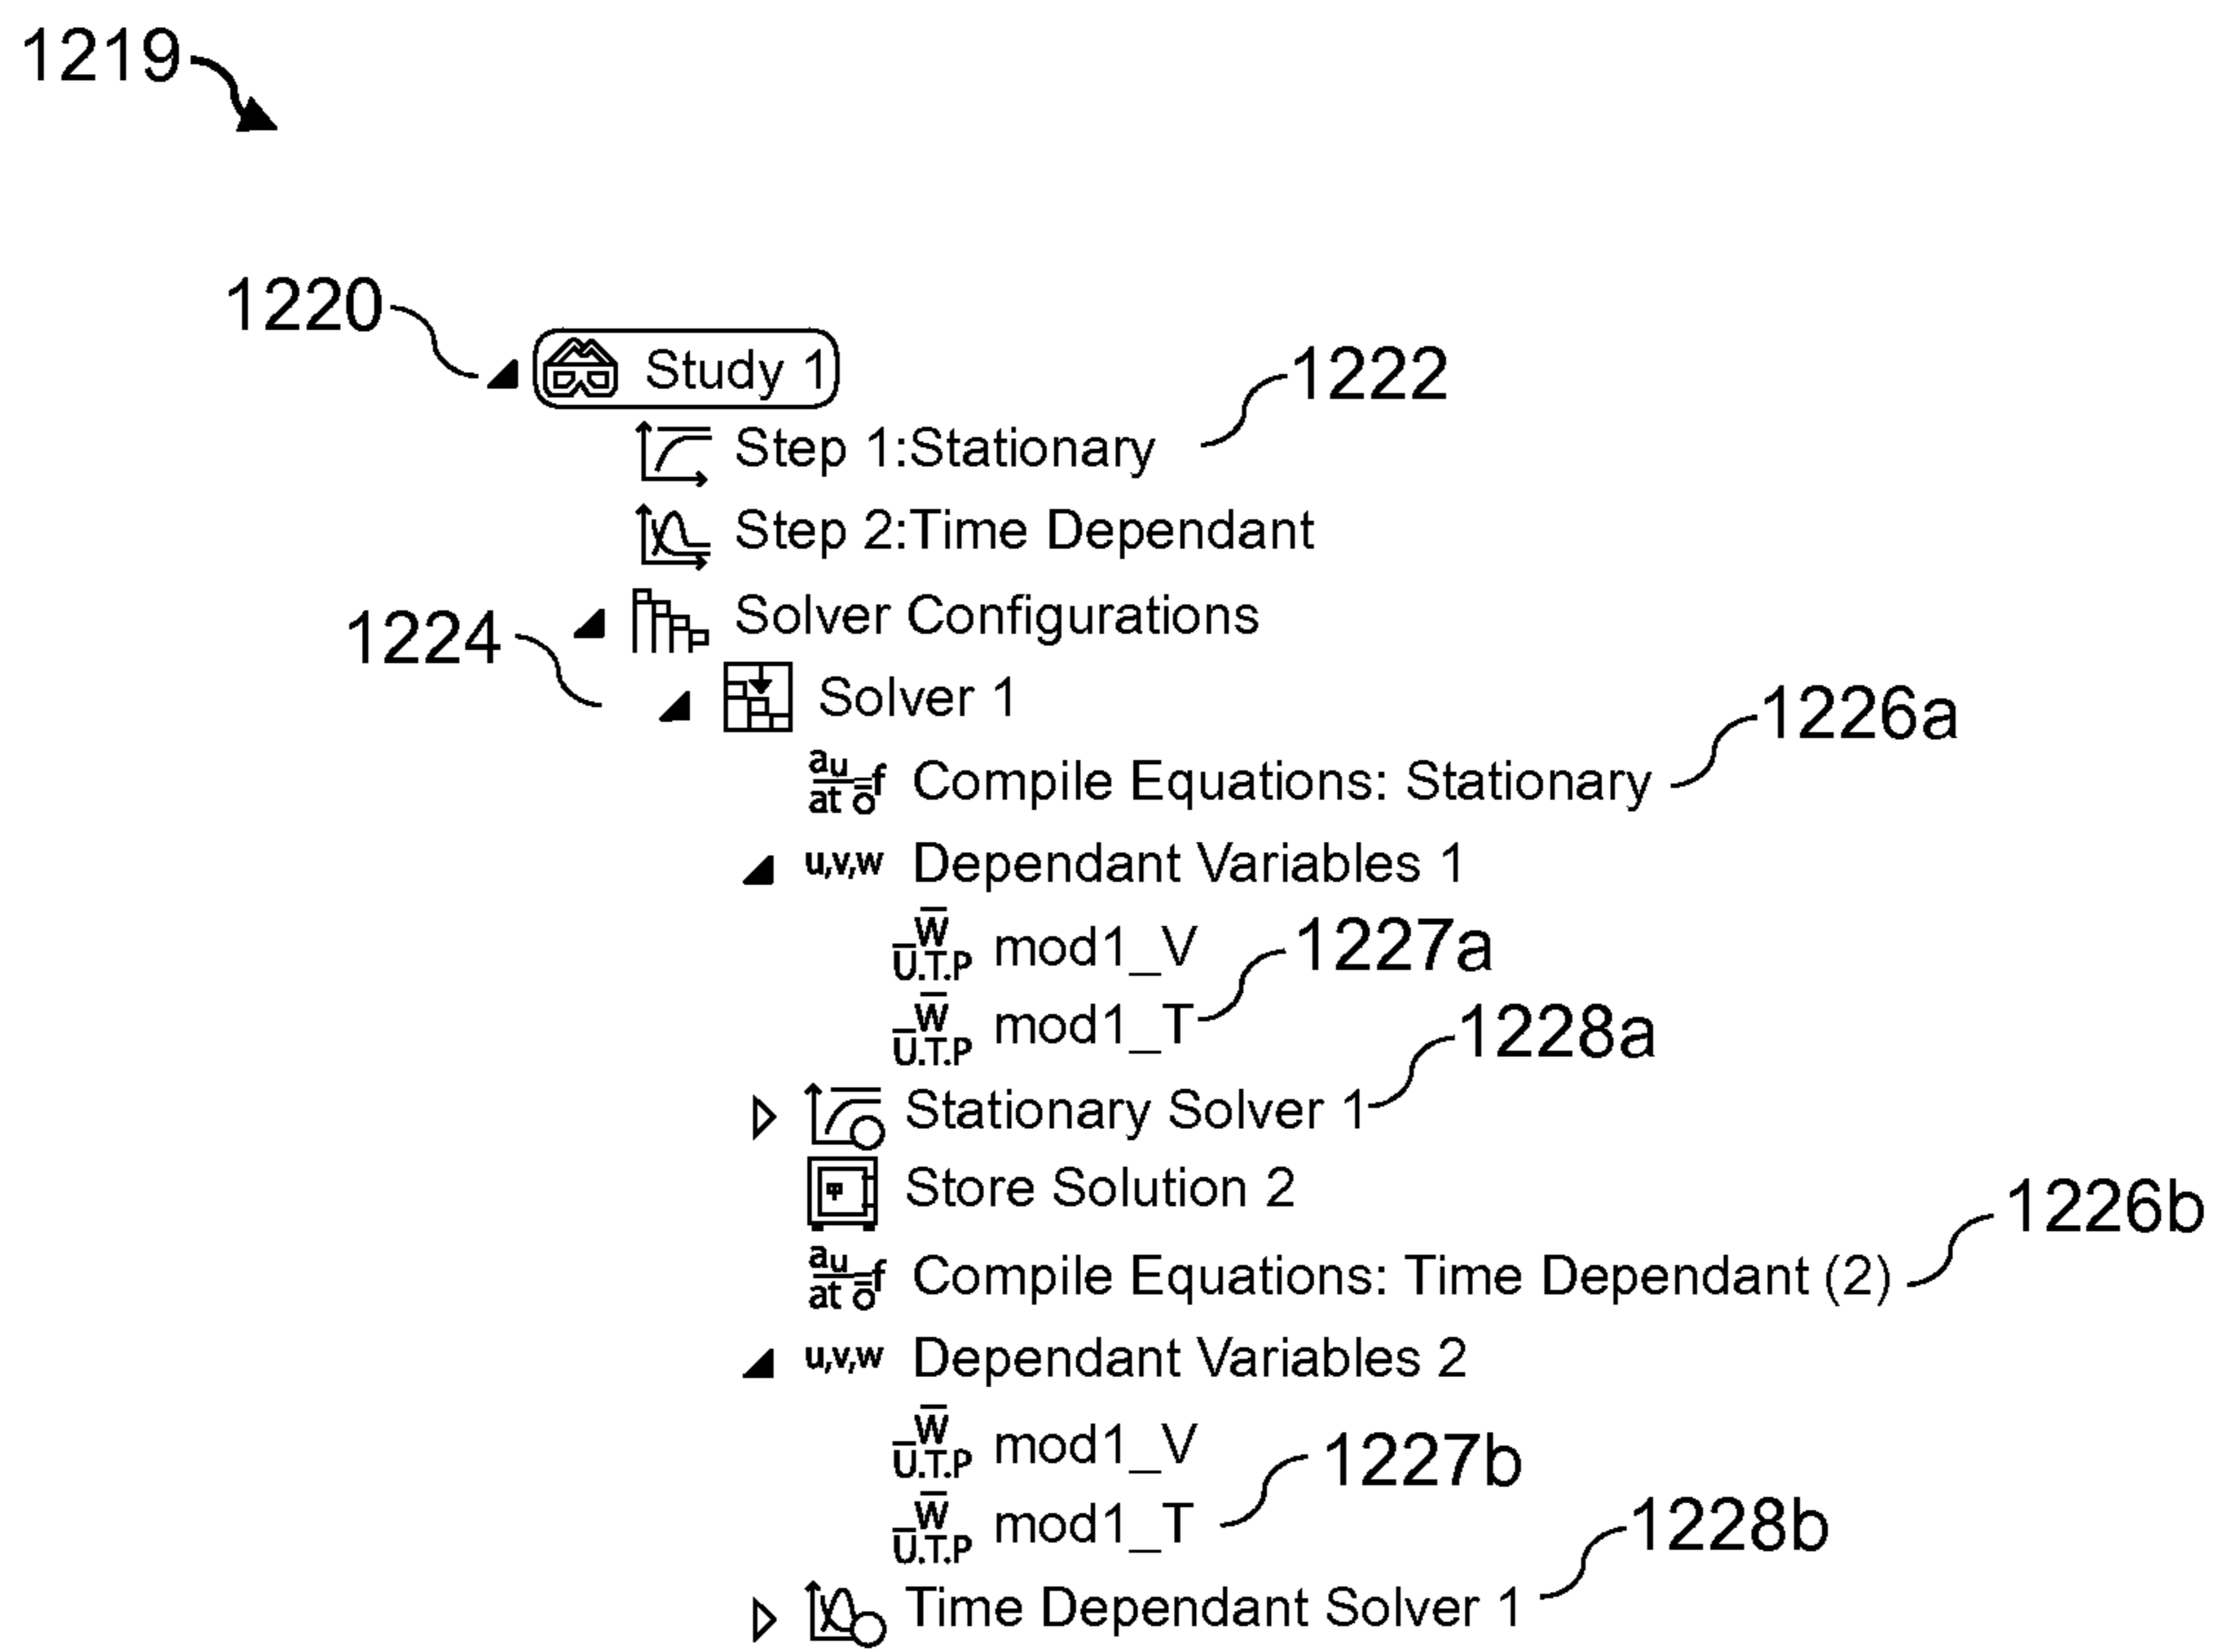 1219
1220
Study 1
1222
Step 1:Stationary
Step 2:Time Dependant
1224
Solver Configurations
Solver 1
1226a
au
at
=f
o
Compile Equations: Stationary
u,v,w Dependant Variables 1
W
U.T.P
mod1_V
1227a
W
U.T.P
mod1_T
1228a
Stationary Solver 1
Store Solution 2
1226b
au
at
=f
o
Compile Equations: Time Dependant (2)
u,v,w Dependant Variables 2
W
U.T.P
mod1_V
1227b
W
U.T.P
mod1_T
1228b
Time Dependant Solver 1